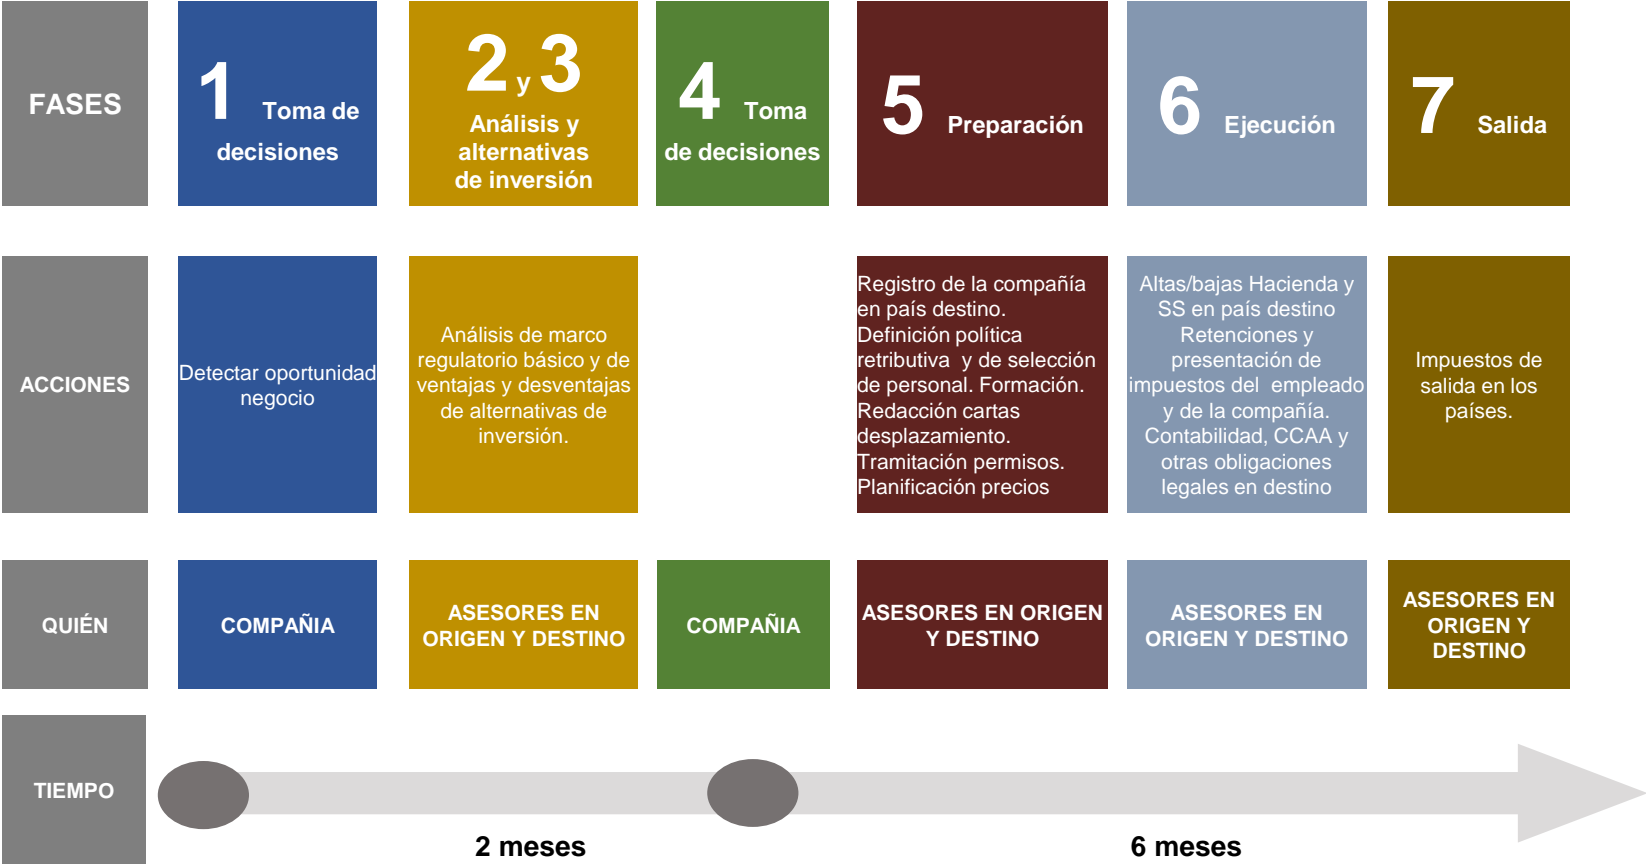 FASES
1 Toma de
decisiones
2 y 3
Análisis y
alternativas
de inversión
4 Toma
de decisiones
5 Preparación
6 Ejecución
7 Salida
ACCIONES
Detectar oportunidad
negocio
Análisis de marco
regulatorio básico y de
ventajas y desventajas
de alternativas de
inversión.
Registro de la compañía
en país destino.
Definición política
retributiva y de selección
de personal. Formación.
Redacción cartas
desplazamiento.
Tramitación permisos.
Planificación precios
Altas/bajas Hacienda y
SS en país destino
Retenciones y
presentación de
impuestos del empleado
y de la compañía.
Contabilidad, CCAA y
otras obligaciones
legales en destino
Impuestos de
salida en los
países.
QUIÉN
COMPAÑIA
ASESORES EN
ORIGEN Y DESTINO
COMPAÑIA
ASESORES EN ORIGEN
Y DESTINO
ASESORES EN
ORIGEN Y DESTINO
ASESORES EN
ORIGEN Y
DESTINO
TIEMPO
2 meses
6 meses